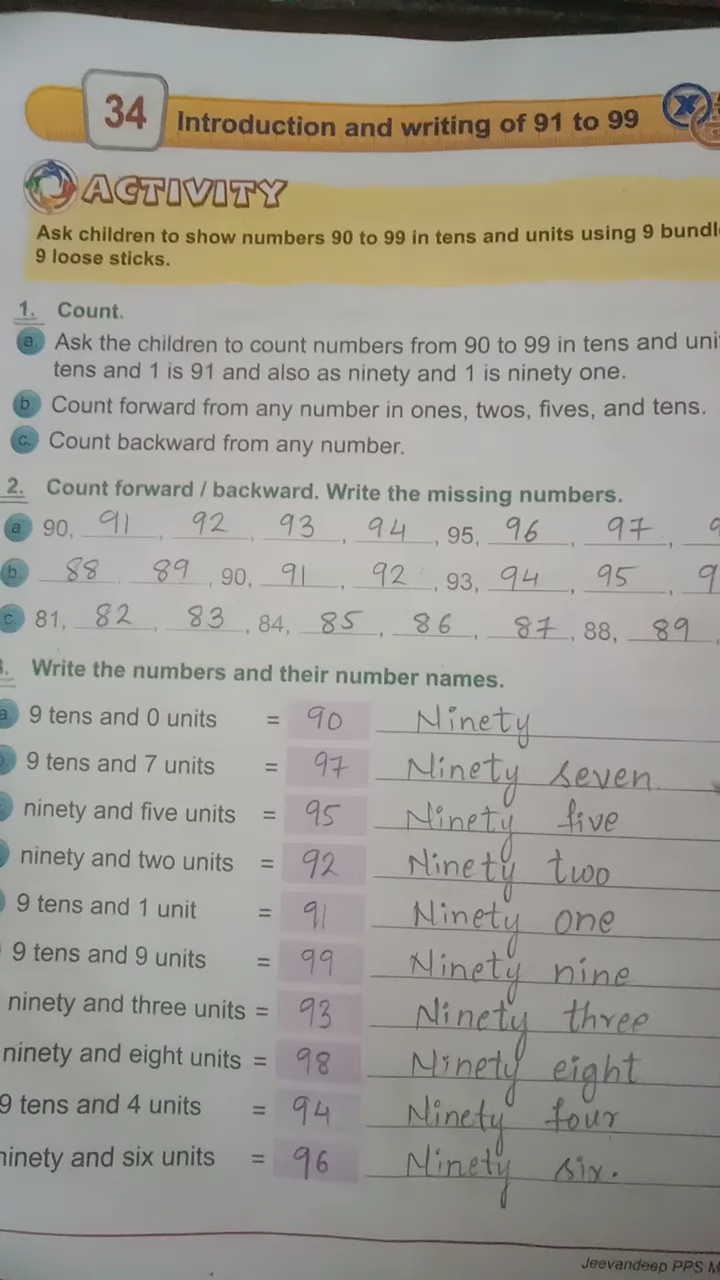 34 Introduction and writing of 91 to 99
ACTIVITY
Ask children to show numbers 90 to 99 in tens and units using 9
9 loose sticks.
1. Count.
a. Ask the children to count numbers from 90 to 99 in tens and
tens and 1 is 91 and also as ninety and 1 is ninety one.
b. Count forward from any number in ones, twos, fives, and tens.
c. Count backward from any number.
2. Count forward / backward. Write the missing numbers.
a 90, 91, 92, 93, 94, 95, 96, 97,
b. 88, 89, 90, 91, 92, 93, 94, 95,
c. 81, 82, 83, 84, 85, 86, 87, 88, 89,
Write the numbers and their number names.
a. 9 tens and 0 units = 90 Ninety
9 tens and 7 units = 97 Ninety seven.
ninety and five units = 95 Ninety five
ninety and two units = 92 Ninety two
9 tens and 1 unit = 91 Ninety one
9 tens and 9 units = 99 Ninety nine
ninety and three units = 93 Ninety three
ninety and eight units = 98 Ninety eight
9 tens and 4 units = 94 Ninety four
ninety and six units = 96 Ninety six.
Jeevandeep PPS